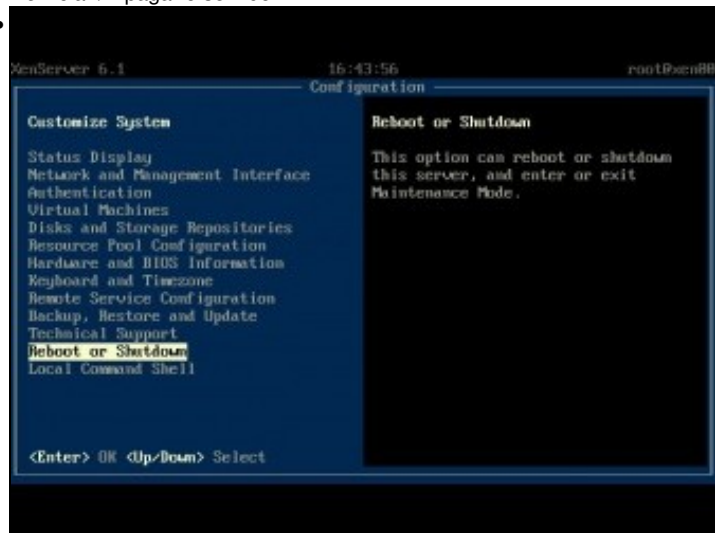 XenServer 6.1 16:43:56 root@xen00
Configuration
Customize System
Status Display
Network and Management Interface
Authentication
Virtual Machines
Disks and Storage Repositories
Resource Pool Configuration
Hardware and BIOS Information
Keyboard and Timezone
Remote Service Configuration
Backup, Restore and Update
Technical Support
Reboot or Shutdown
Local Command Shell
<Enter> OK <Up/Down> Select
Reboot or Shutdown
This option can reboot or shutdown
this server, and enter or exit
Maintenance Mode.